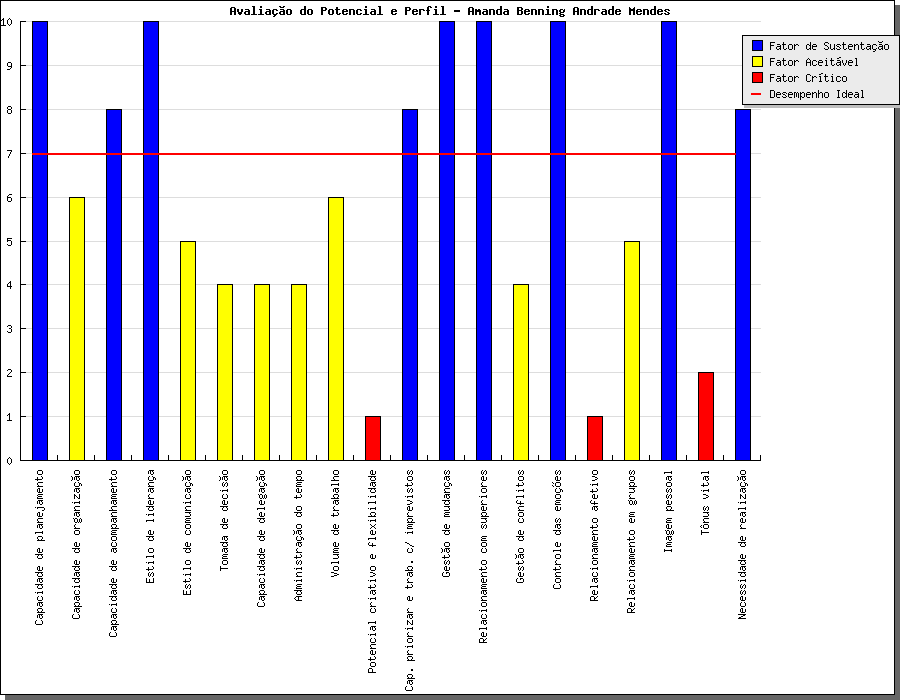 Avaliação do Potencial e Perfil - Amanda Benning Andrade Mendes
Fator de Sustentação
Fator Aceitável
Fator Crítico
Desempenho Ideal
10
9
8
7
6
5
4
3
2
1
0
Capacidade de planejamento
Capacidade de organização
Capacidade de acompanhamento
Estilo de liderança
Estilo de comunicação
Tomada de decisão
Capacidade de delegação
Administração do tempo
Volume de trabalho
Potencial criativo e flexibilidade
Cap. priorizar e trab. c/ imprevistos
Gestão de mudanças
Relacionamento com superiores
Gestão de conflitos
Controle das emoções
Relacionamento afetivo
Relacionamento em grupos
Imagem pessoal
Tônus vital
Necessidade de realização